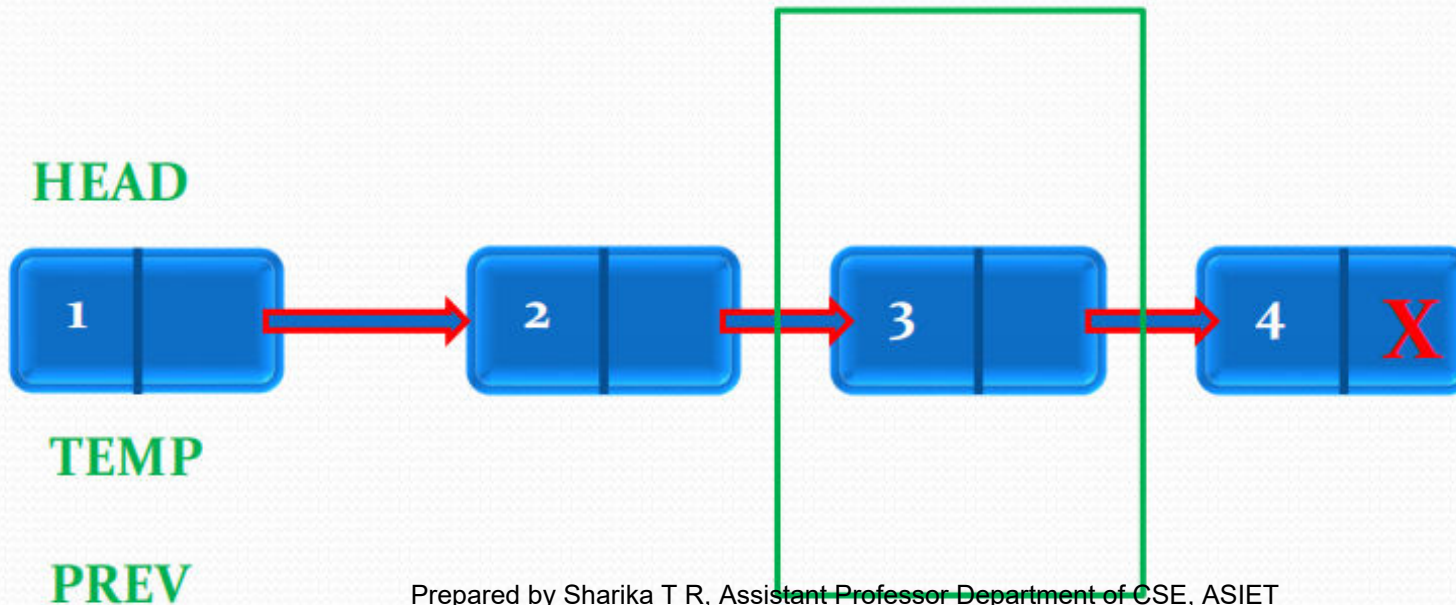 HEAD
1 2 3 4 X
TEMP
PREV
Prepared by Sharika T R, Assistant Professor Department of CSE, ASIET